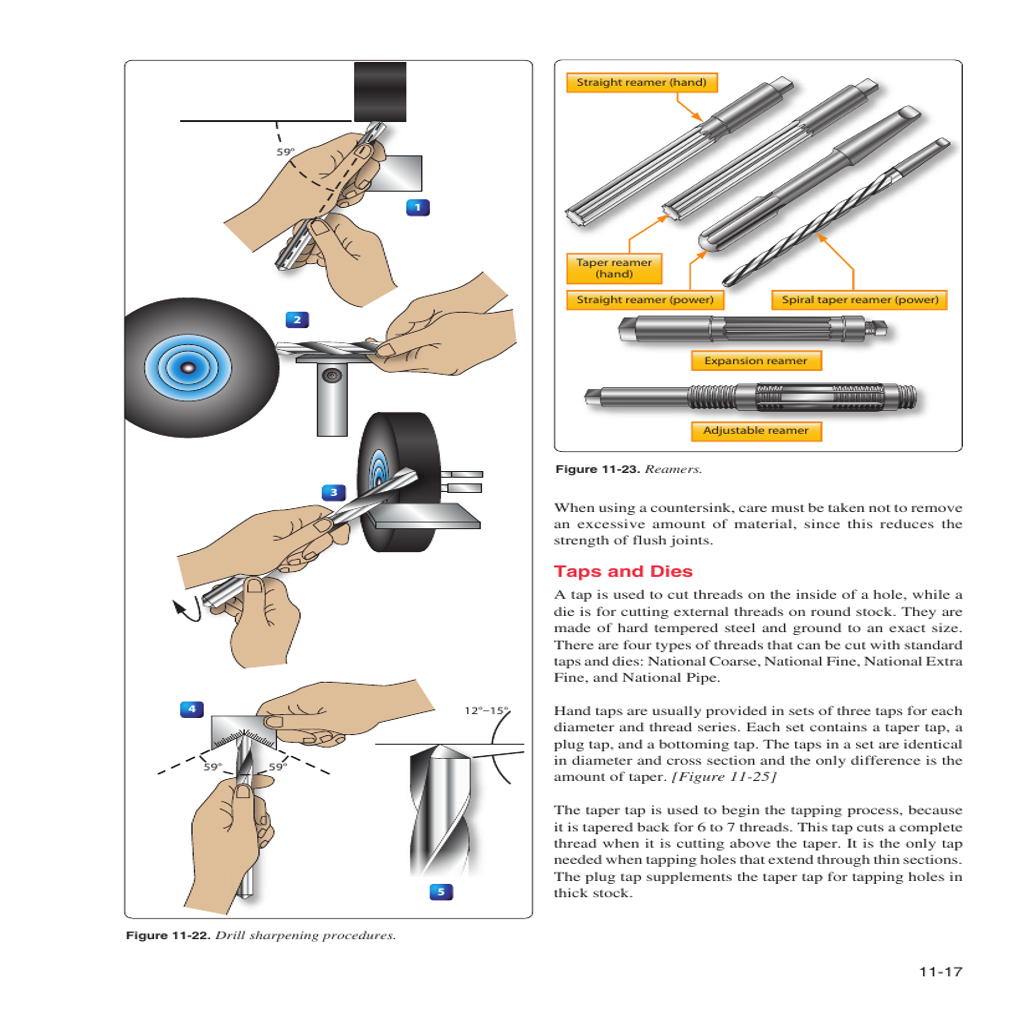 59°
1
2
3
4
12°–15°
59°
59°
5
Figure 11-22. Drill sharpening procedures.
Straight reamer (hand)
Taper reamer
(hand)
Straight reamer (power)
Spiral taper reamer (power)
Expansion reamer
Adjustable reamer
Figure 11-23. Reamers.
When using a countersink, care must be taken not to remove
an excessive amount of material, since this reduces the
strength of flush joints.
Taps and Dies
A tap is used to cut threads on the inside of a hole, while a
die is for cutting external threads on round stock. They are
made of hard tempered steel and ground to an exact size.
There are four types of threads that can be cut with standard
taps and dies: National Coarse, National Fine, National Extra
Fine, and National Pipe.
Hand taps are usually provided in sets of three taps for each
diameter and thread series. Each set contains a taper tap, a
plug tap, and a bottoming tap. The taps in a set are identical
in diameter and cross section and the only difference is the
amount of taper. [Figure 11-25]
The taper tap is used to begin the tapping process, because
it is tapered back for 6 to 7 threads. This tap cuts a complete
thread when it is cutting above the taper. It is the only tap
needed when tapping holes that extend through thin sections.
The plug tap supplements the taper tap for tapping holes in
thick stock.
11-17